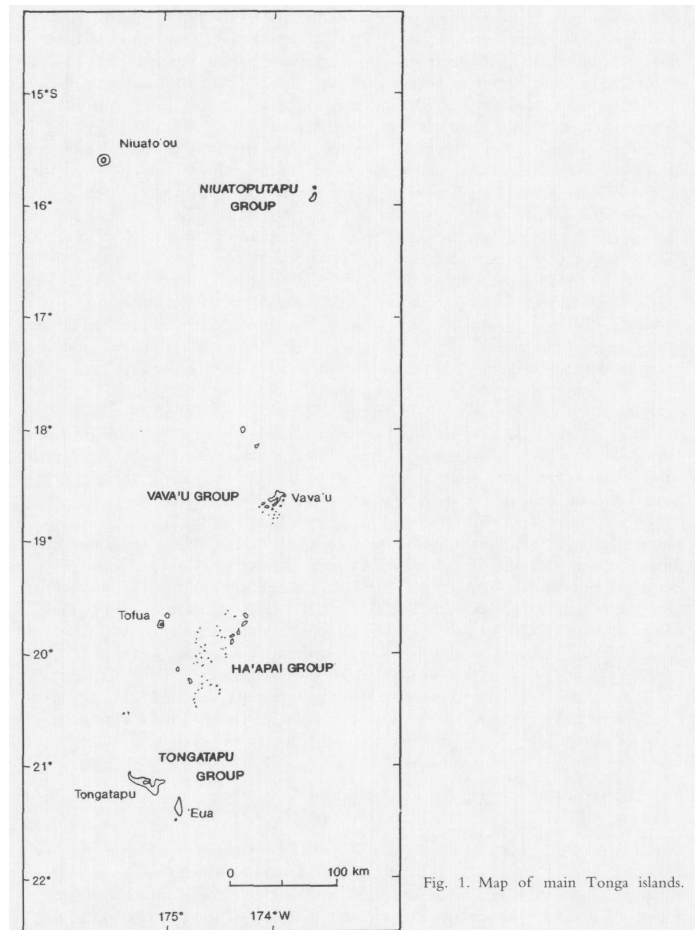 15°S
Niuafo'ou
NIUATOPUTAPU
GROUP
16°
17°
18°
VAVA'U GROUP
Vava'u
19°
Tofua
20°
HA'APAI GROUP
TONGATAPU
GROUP
21°
Tongatapu
'Eua
0 100 km
22°
Fig. 1. Map of main Tonga islands.
175° 174°W